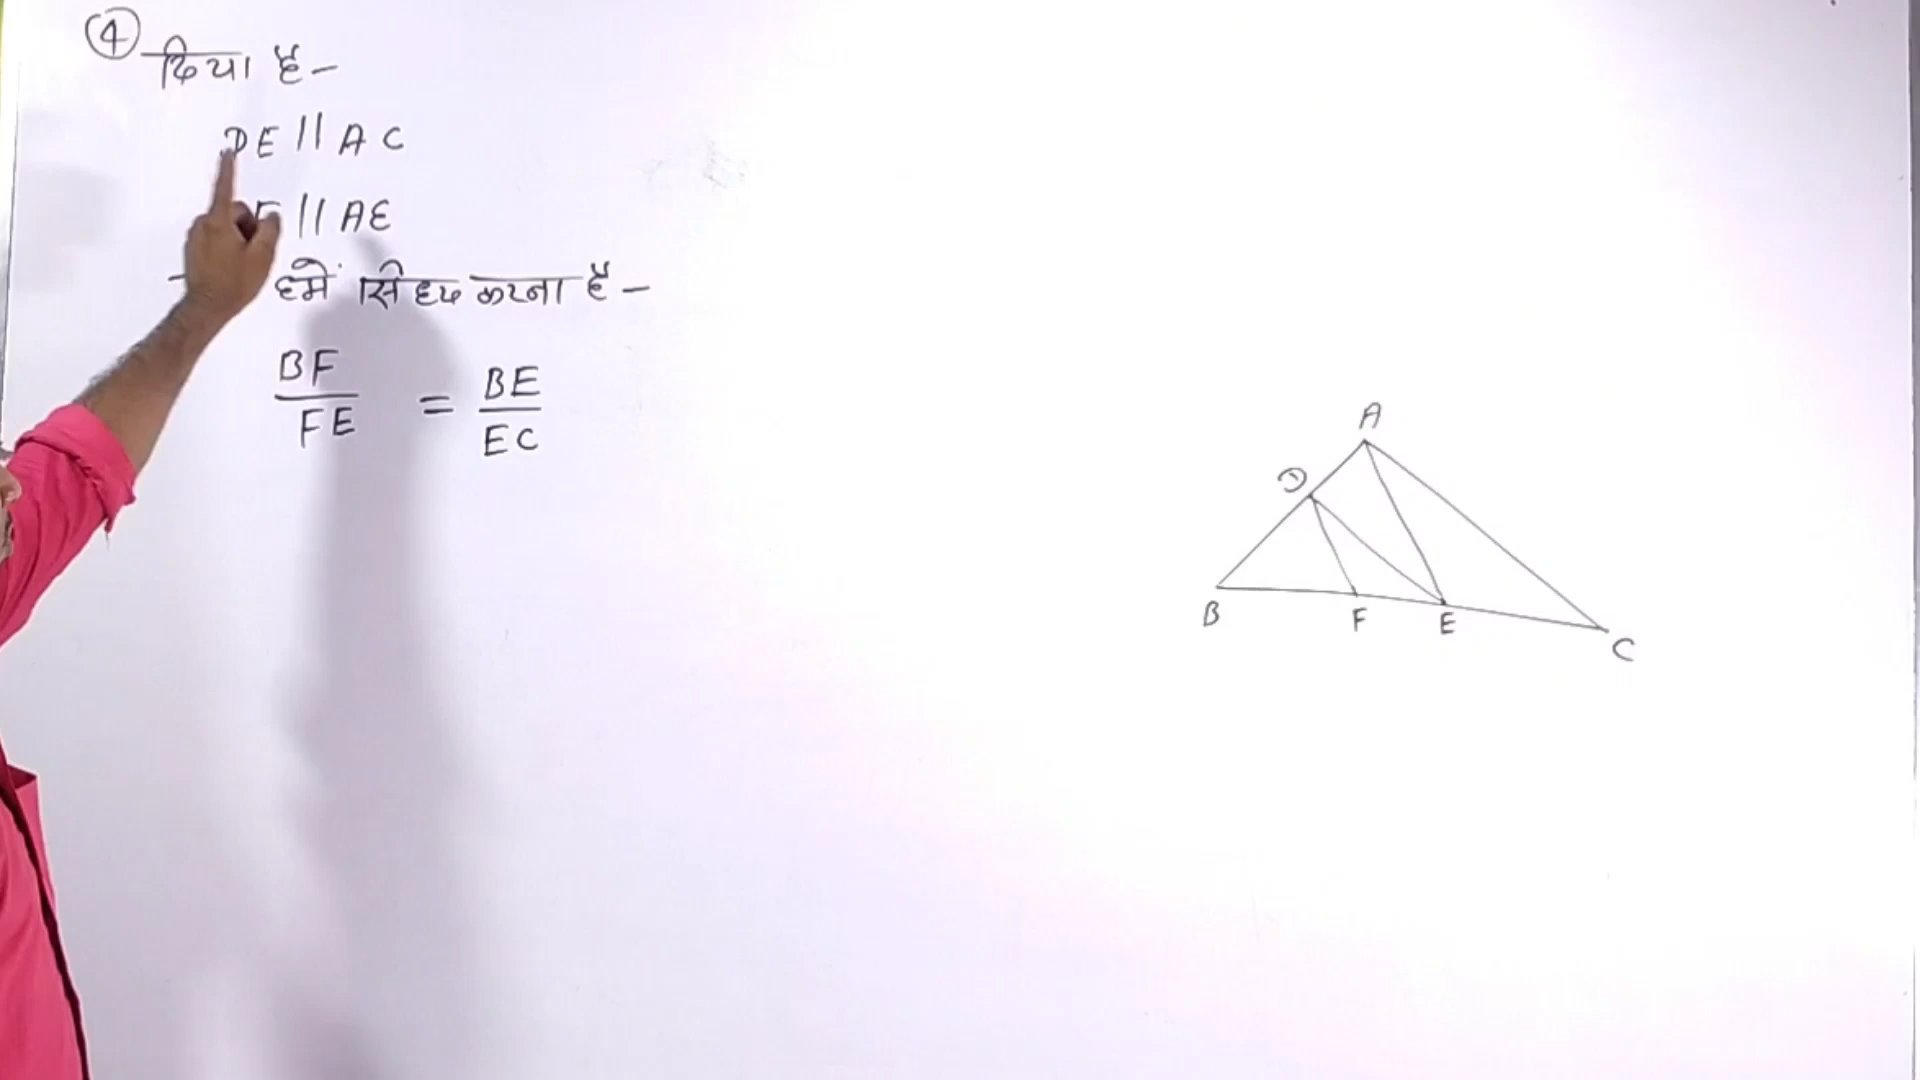 ④ दिया है-
DE || AC
F || AE
हमें सिद्ध करना है-
BF/FE = BE/EC
A
D
B F E C